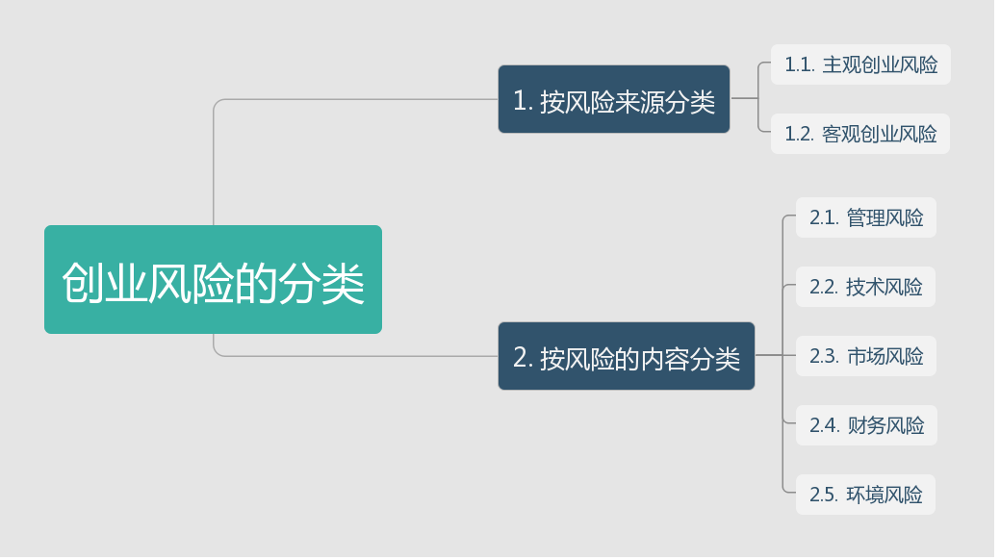 创业风险的分类
1. 按风险来源分类
1.1. 主观创业风险
1.2. 客观创业风险
2. 按风险的内容分类
2.1. 管理风险
2.2. 技术风险
2.3. 市场风险
2.4. 财务风险
2.5. 环境风险